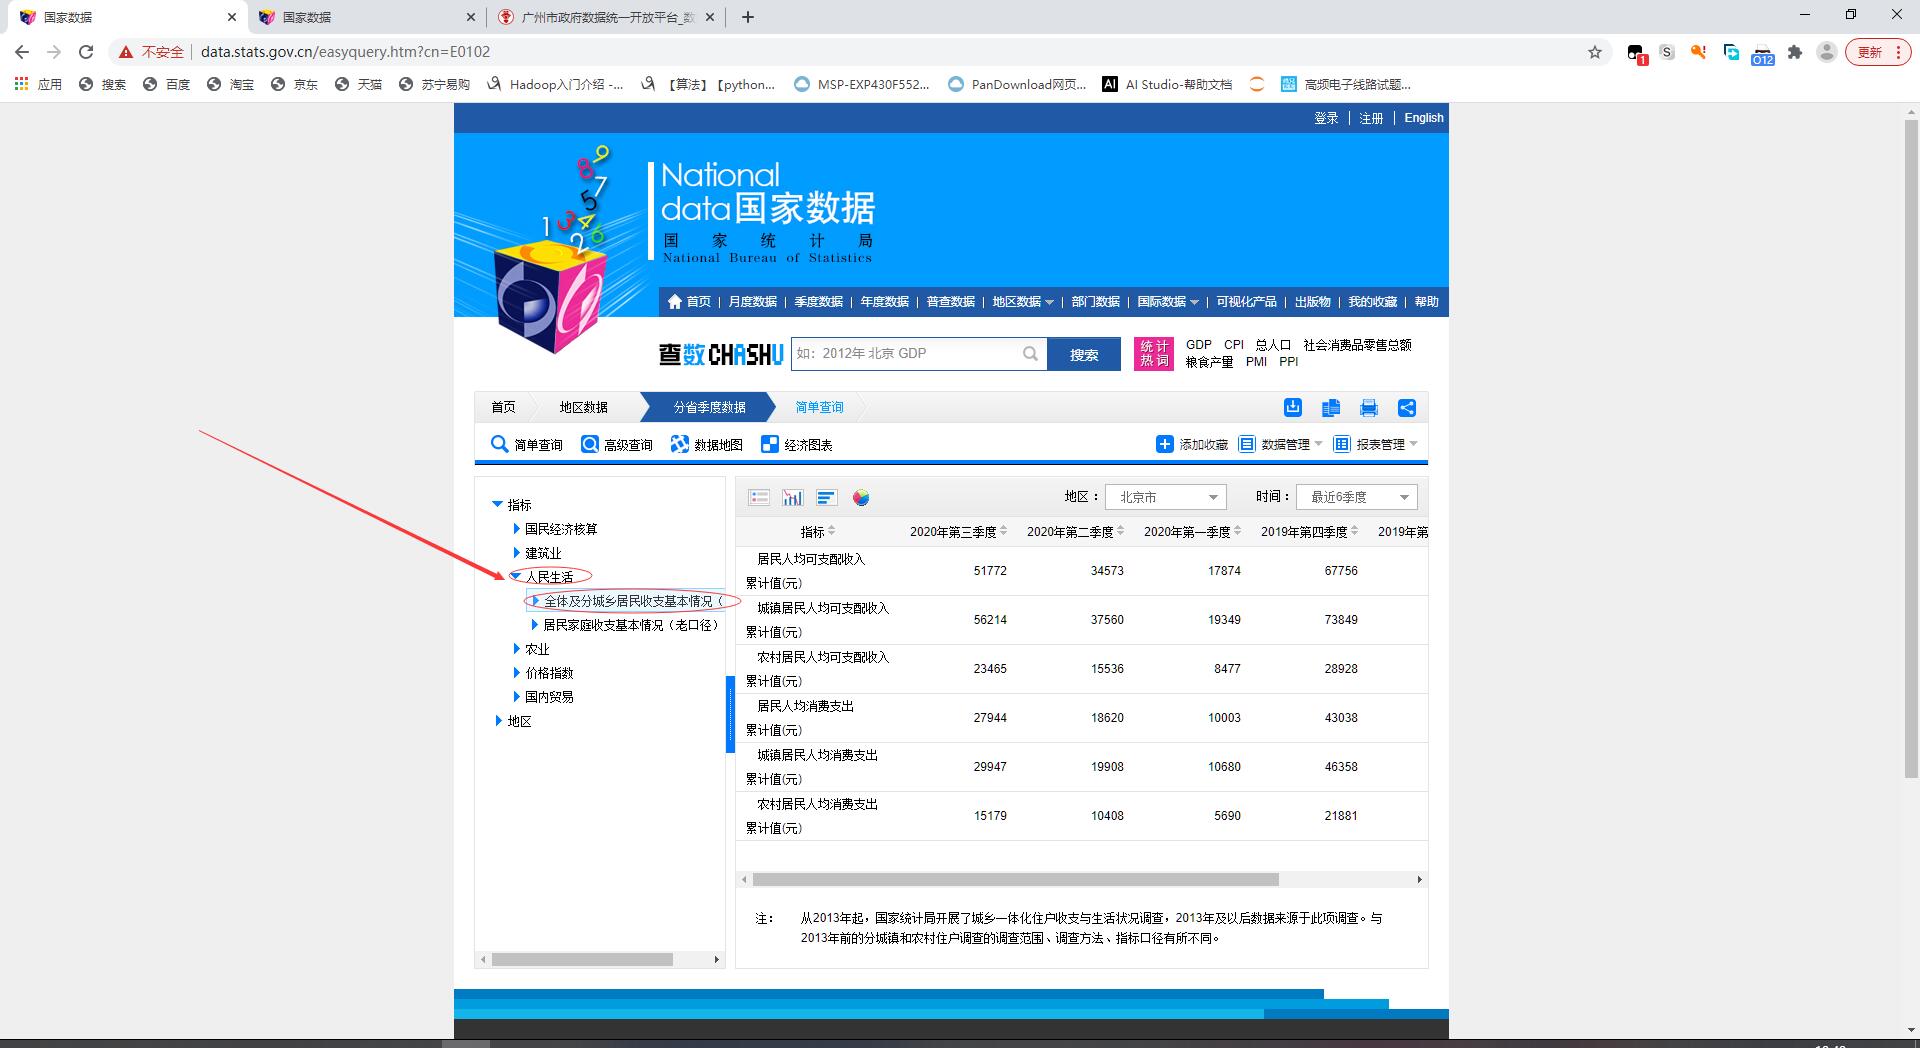 国家数据
国家数据
广州市政府数据统一开放平台_数
不安全
data.stats.gov.cn/easyquery.htm?cn=E0102
1
S
O12
更新
应用
搜索
百度
淘宝
京东
天猫
苏宁易购
Hadoop入门介绍 -...
【算法】【python...
MSP-EXP430F552...
PanDownload网页...
AI
AI Studio-帮助文档
高频电子线路试题...
登录 | 注册 | English
9
8
7
5
1 3 4
2 6
National
data国家数据
国家统计局
National Bureau of Statistics
首页 | 月度数据 | 季度数据 | 年度数据 | 普查数据 | 地区数据 | 部门数据 | 国际数据 | 可视化产品 | 出版物 | 我的收藏 | 帮助
查数CHASHU
如：2012年 北京 GDP
搜索
统计
热词
GDP CPI 总人口 社会消费品零售总额
粮食产量 PMI PPI
首页 地区数据 分省季度数据 简单查询
简单查询 高级查询 数据地图 经济图表
添加收藏 数据管理 报表管理
指标
国民经济核算
建筑业
人民生活
全体及分城乡居民收支基本情况（
居民家庭收支基本情况（老口径）
农业
价格指数
国内贸易
地区
地区： 北京市 时间： 最近6季度
指标 2020年第三季度 2020年第二季度 2020年第一季度 2019年第四季度 2019年第
居民人均可支配收入
累计值(元) 51772 34573 17874 67756
城镇居民人均可支配收入
累计值(元) 56214 37560 19349 73849
农村居民人均可支配收入
累计值(元) 23465 15536 8477 28928
居民人均消费支出
累计值(元) 27944 18620 10003 43038
城镇居民人均消费支出
累计值(元) 29947 19908 10680 46358
农村居民人均消费支出
累计值(元) 15179 10408 5690 21881
注： 从2013年起，国家统计局开展了城乡一体化住户收支与生活状况调查，2013年及以后数据来源于此项调查。与
2013年前的分城镇和农村住户调查的调查范围、调查方法、指标口径有所不同。